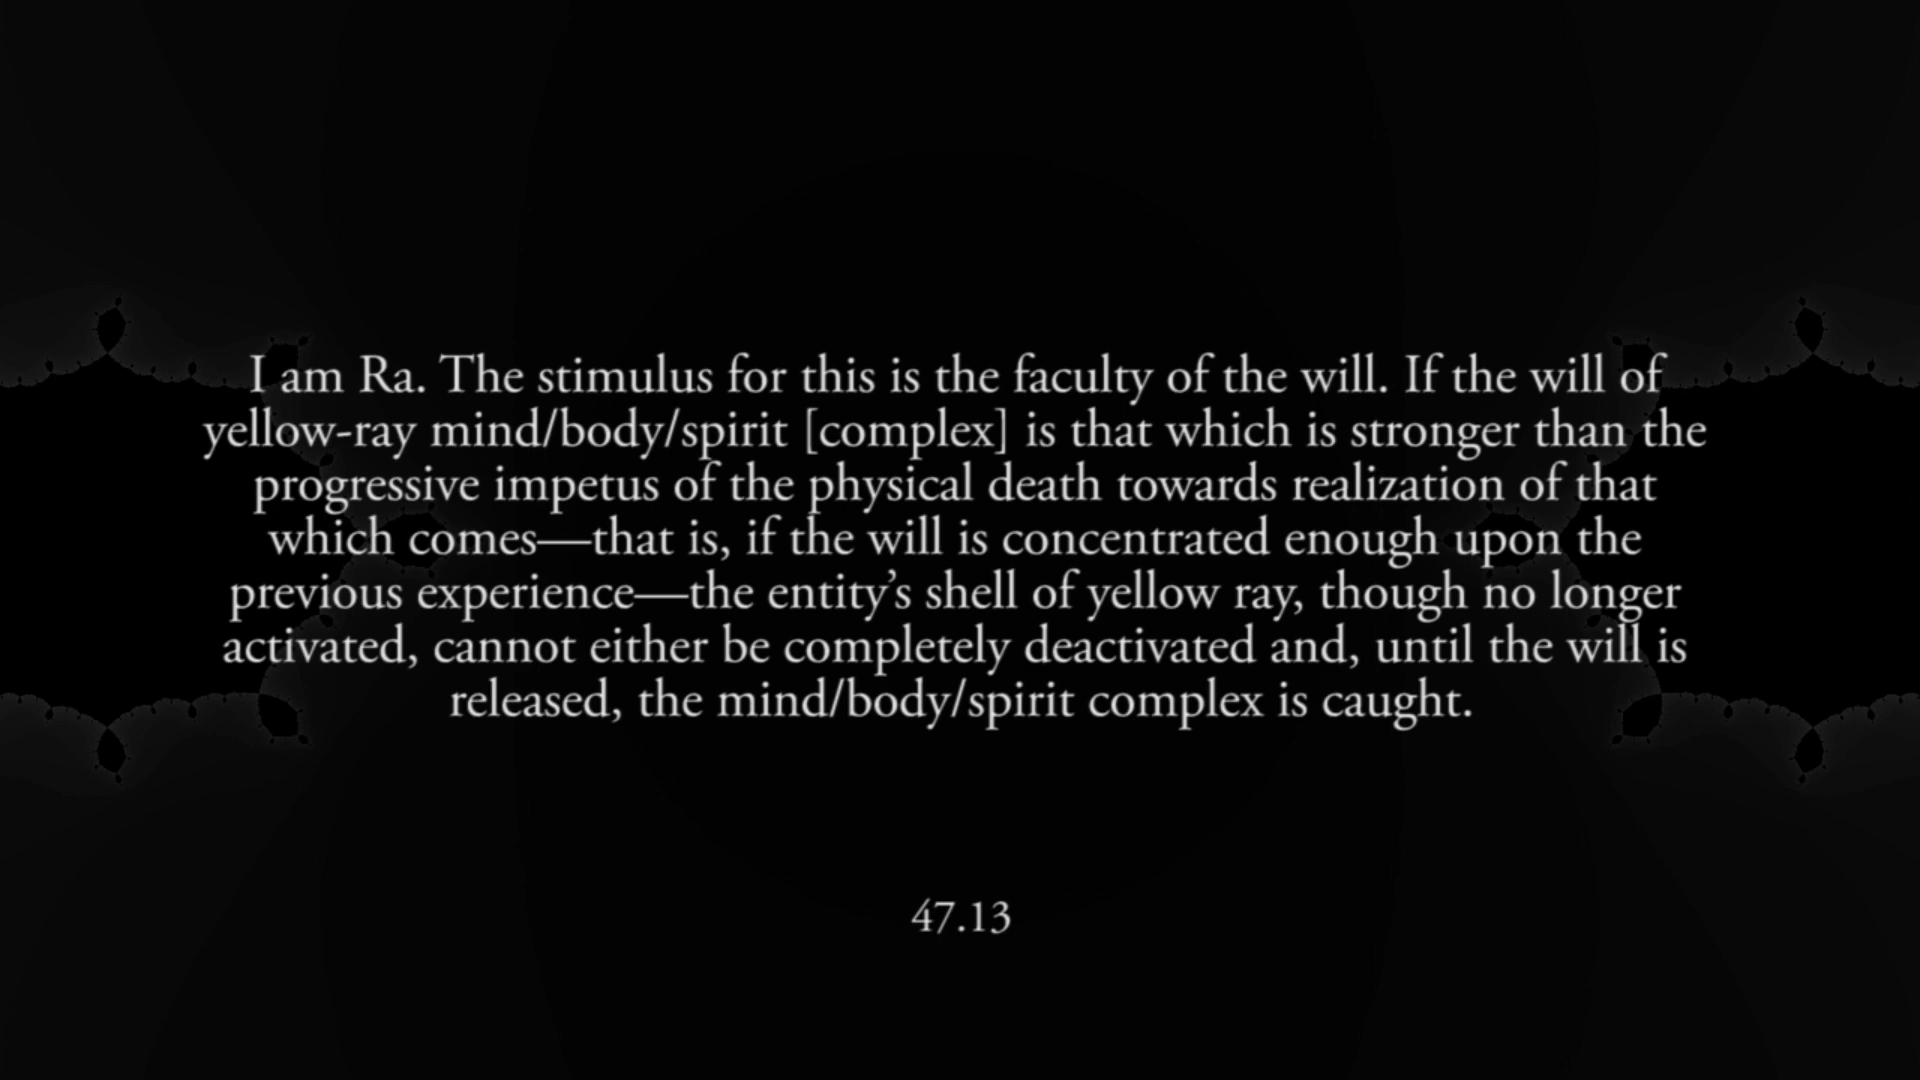 I am Ra. The stimulus for this is the faculty of the will. If the will of
yellow-ray mind/body/spirit [complex] is that which is stronger than the
progressive impetus of the physical death towards realization of that
which comes—that is, if the will is concentrated enough upon the
previous experience—the entity’s shell of yellow ray, though no longer
activated, cannot either be completely deactivated and, until the will is
released, the mind/body/spirit complex is caught.
47.13